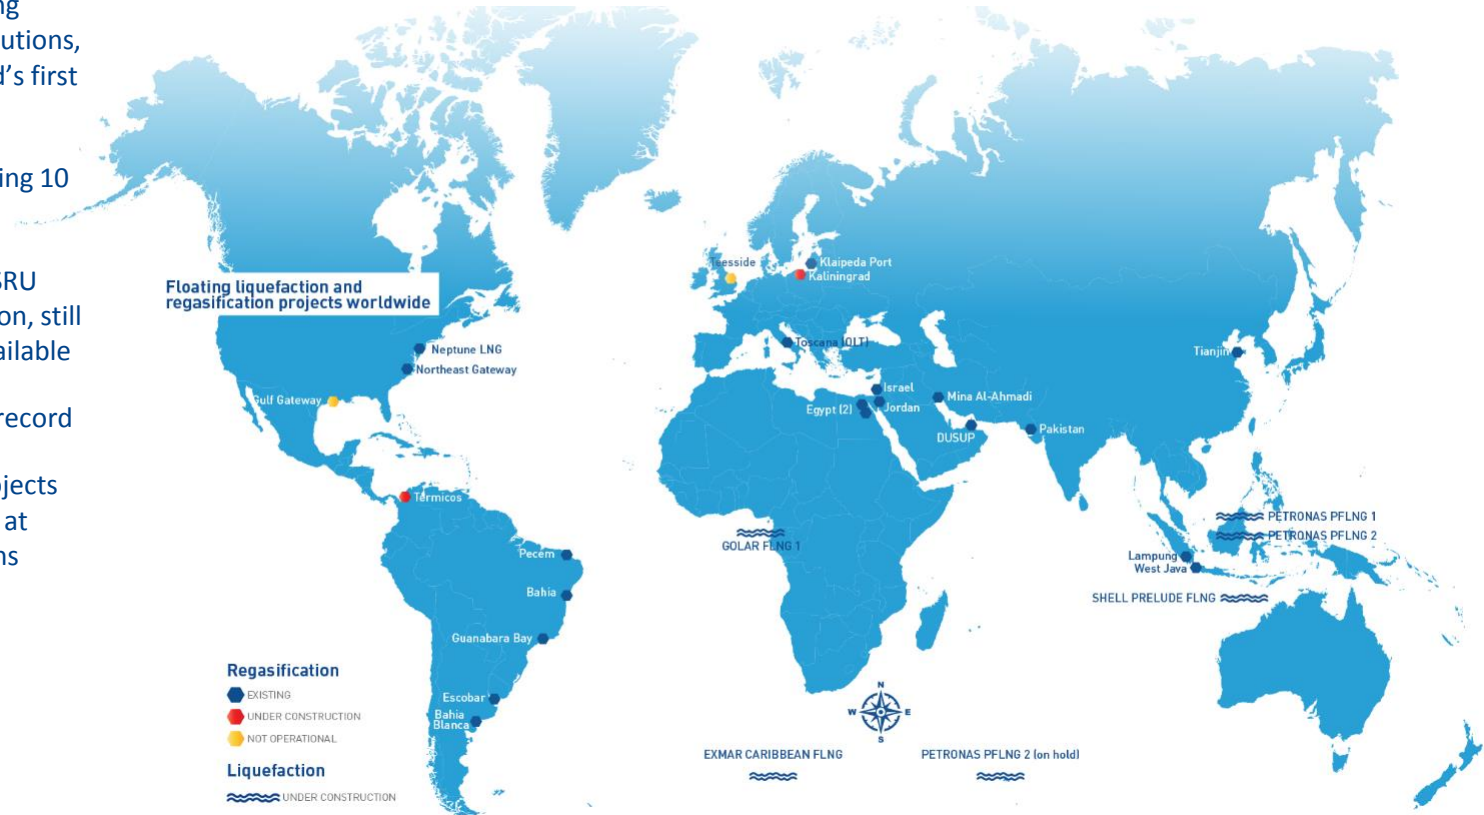 ng
utions,
d's first
ing 10
SRU
on, still
ailable
record
jects
at
ns
Floating liquefaction and
regasification projects worldwide
Neptune LNG
Northeast Gateway
Gulf Gateway
Térmicos
Pecem
Bahia
Guanabara Bay
Escobar
Bahia
Blanca
Teesside
Klaipeda Port
Kaliningrad
Toscana (OLT)
Israel
Egypt (2)
Jordan
Mina Al-Ahmadi
DUSUP
Pakistan
Tianjin
GOLAR FLNG 1
PETRONAS PFLNG 1
PETRONAS PFLNG 2
Lampung
West Java
SHELL PRELUDE FLNG
Regasification
EXISTING
UNDER CONSTRUCTION
NOT OPERATIONAL
Liquefaction
UNDER CONSTRUCTION
N
W E
S
EXMAR CARIBBEAN FLNG
PETRONAS PFLNG 2 (on hold)